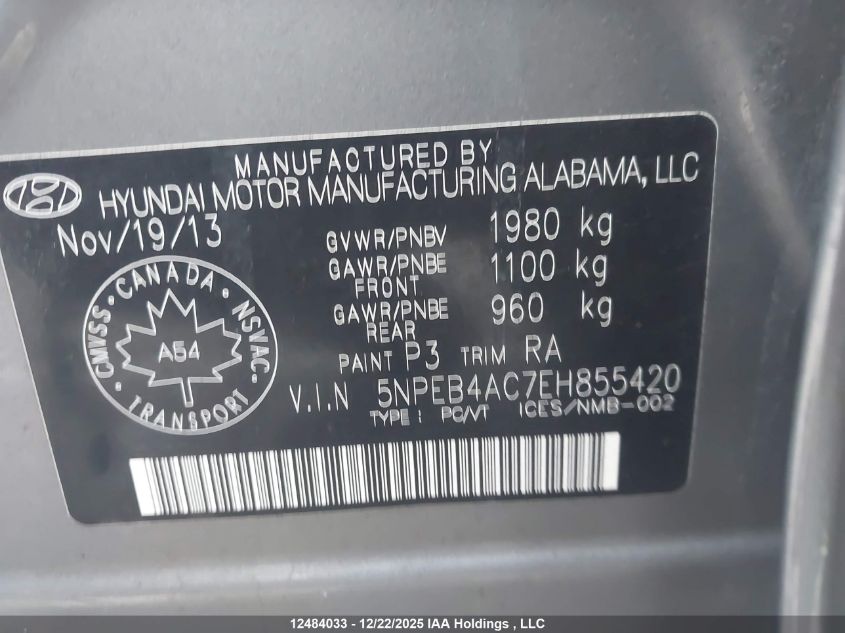 MANUFACTURED BY
HYUNDAI MOTOR MANUFACTURING ALABAMA, LLC
Nov/19/13
GVWR/PNBV 1980 kg
GAWR/PNBE FRONT 1100 kg
GAWR/PNBE REAR 960 kg
PAINT P3 TRIM RA
V.I.N 5NPEB4AC7EH855420
TYPE : PC/VT ICES/NMB-002
CMVSS · CANADA · NSVAC · TRANSPORT
A54
12484033 - 12/22/2025 IAA Holdings , LLC